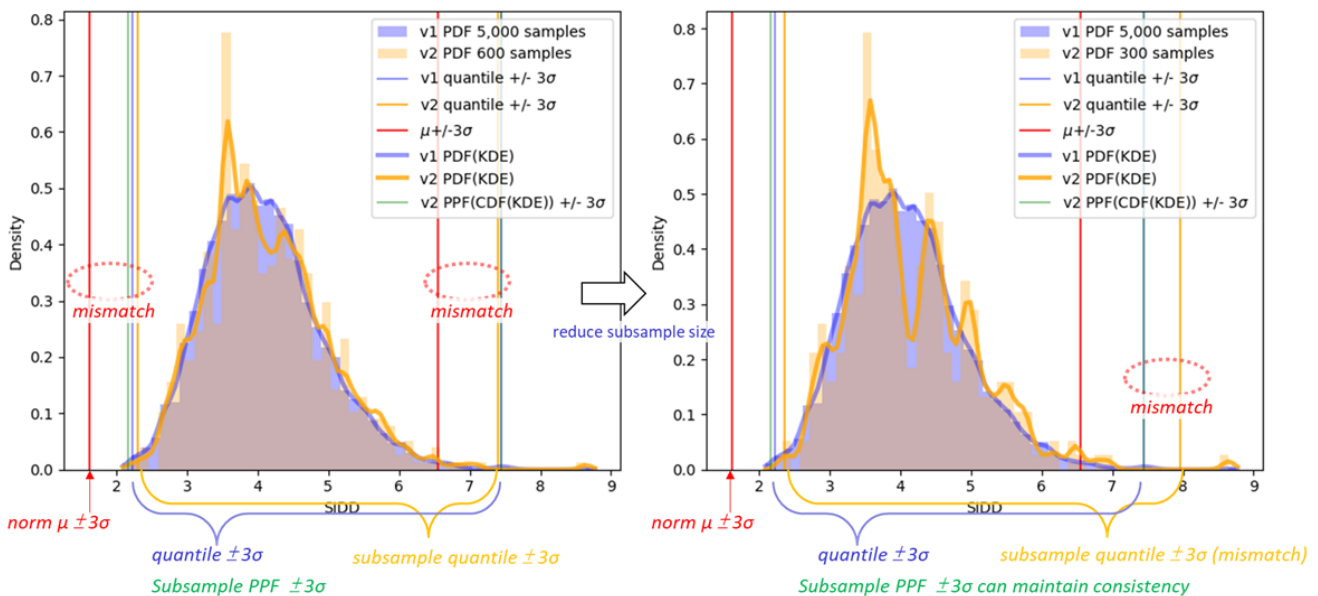 0.8
0.7
0.6
0.5
0.4
0.3
0.2
0.1
0.0
Density
v1 PDF 5,000 samples
v2 PDF 600 samples
v1 quantile +/- 3σ
v2 quantile +/- 3σ
μ+/-3σ
v1 PDF(KDE)
v2 PDF(KDE)
v2 PPF(CDF(KDE)) +/- 3σ
mismatch
mismatch
2 3 4 5 6 7 8 9
SIDD
norm μ ±3σ
quantile ±3σ
subsample quantile ±3σ
Subsample PPF ±3σ
reduce subsample size
0.8
0.7
0.6
0.5
0.4
0.3
0.2
0.1
0.0
Density
v1 PDF 5,000 samples
v2 PDF 300 samples
v1 quantile +/- 3σ
v2 quantile +/- 3σ
μ+/-3σ
v1 PDF(KDE)
v2 PDF(KDE)
v2 PPF(CDF(KDE)) +/- 3σ
mismatch
2 3 4 5 6 7 8 9
SIDD
norm μ ±3σ
quantile ±3σ
subsample quantile ±3σ (mismatch)
Subsample PPF ±3σ can maintain consistency